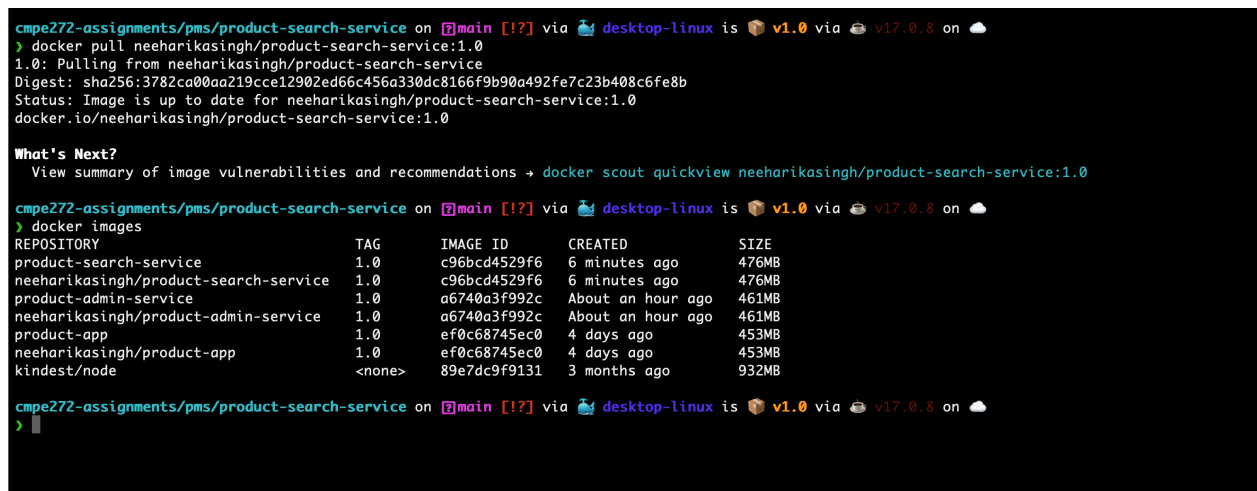 cmpe272-assignments/pms/product-search-service on main [!?] via desktop-linux is v1.0 via v17.0.8 on
❯ docker pull neeharikasingh/product-search-service:1.0
1.0: Pulling from neeharikasingh/product-search-service
Digest: sha256:3782ca00aa219cce12902ed66c456a330dc8166f9b90a492fe7c23b408c6fe8b
Status: Image is up to date for neeharikasingh/product-search-service:1.0
docker.io/neeharikasingh/product-search-service:1.0
What's Next?
View summary of image vulnerabilities and recommendations → docker scout quickview neeharikasingh/product-search-service:1.0
cmpe272-assignments/pms/product-search-service on main [!?] via desktop-linux is v1.0 via v17.0.8 on
❯ docker images
REPOSITORY TAG IMAGE ID CREATED SIZE
product-search-service 1.0 c96bcd4529f6 6 minutes ago 476MB
neeharikasingh/product-search-service 1.0 c96bcd4529f6 6 minutes ago 476MB
product-admin-service 1.0 a6740a3f992c About an hour ago 461MB
neeharikasingh/product-admin-service 1.0 a6740a3f992c About an hour ago 461MB
product-app 1.0 ef0c68745ec0 4 days ago 453MB
neeharikasingh/product-app 1.0 ef0c68745ec0 4 days ago 453MB
kindest/node <none> 89e7dc9f9131 3 months ago 932MB
cmpe272-assignments/pms/product-search-service on main [!?] via desktop-linux is v1.0 via v17.0.8 on
❯